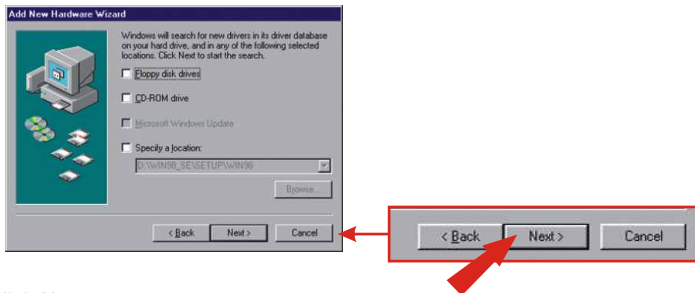 Add New Hardware Wizard
Windows will search for new drivers in its driver database
on your hard drive, and in any of the following selected
locations. Click Next to start the search.
Floppy disk drives
CD-ROM drive
Microsoft Windows Update
Specify a location:
D:\WIN98_SE\SETUP\WIN98
Browse...
< Back Next > Cancel
< Back Next > Cancel